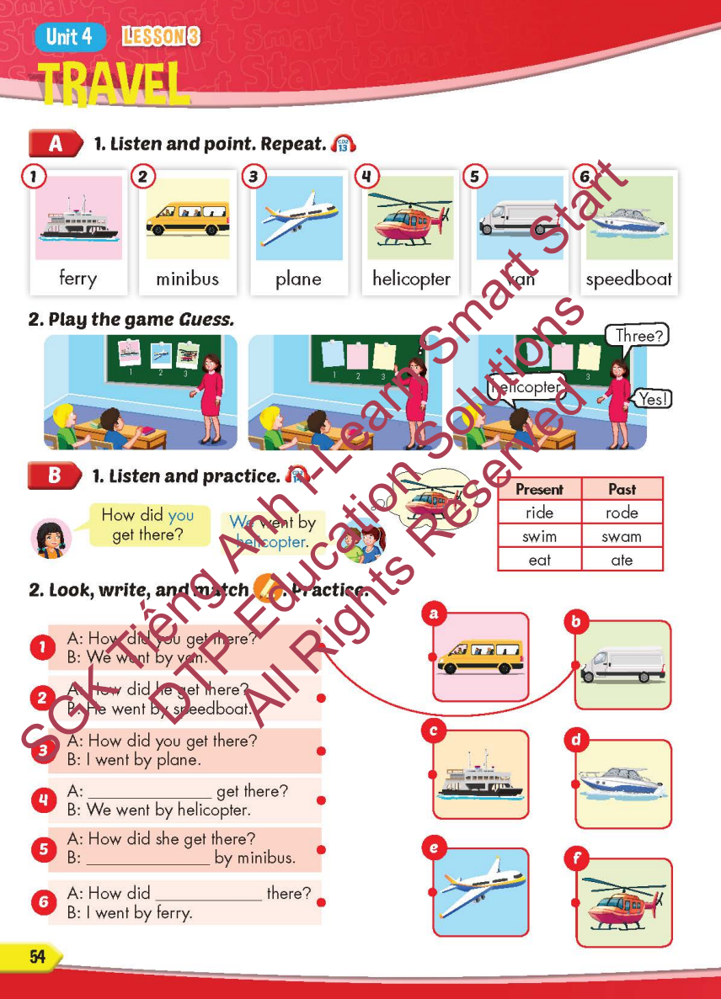 Unit 4 LESSON 3
TRAVEL
A 1. Listen and point. Repeat. CD2 13
1 2 3 4 5 6
ferry minibus plane helicopter van speedboat
2. Play the game Guess.
1 2 3
1 2 3
3
Three?
helicopter
Yes!
B 1. Listen and practice. CD2
How did you
get there?
We went by
helicopter.
Present Past
ride rode
swim swam
eat ate
2. Look, write, and match. Practice.
1 A: How did you get there?
B: We went by van.
2 A: How did he get there?
B: He went by speedboat.
3 A: How did you get there?
B: I went by plane.
4 A: ______________ get there?
B: We went by helicopter.
5 A: How did she get there?
B: ______________ by minibus.
6 A: How did ____________ there?
B: I went by ferry.
a
b
c
d
e
f
54
SGK Tiếng Anh i-Learn Smart Start
DTP Education Solutions
All Rights Reserved